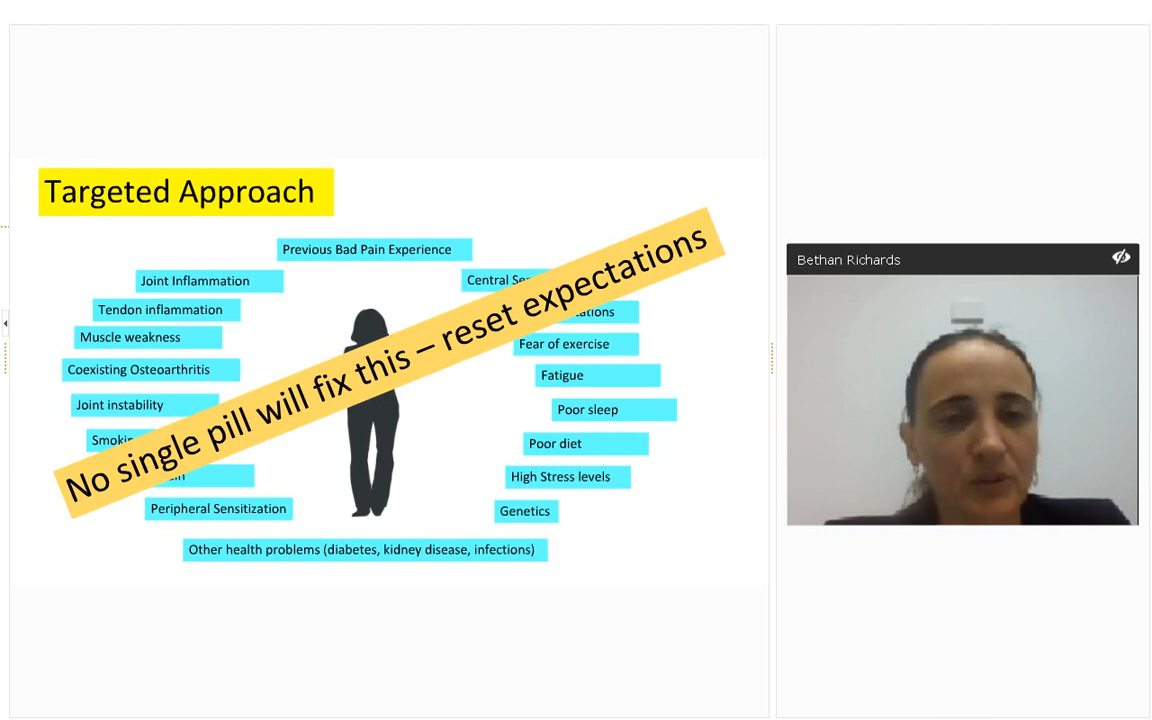 Targeted Approach
Previous Bad Pain Experience
Joint Inflammation
Tendon inflammation
Muscle weakness
Coexisting Osteoarthritis
Joint instability
Peripheral Sensitization
Central
Fear of exercise
Fatigue
Poor sleep
Poor diet
High Stress levels
Genetics
Other health problems (diabetes, kidney disease, infections)
No single pill will fix this – reset expectations
Bethan Richards